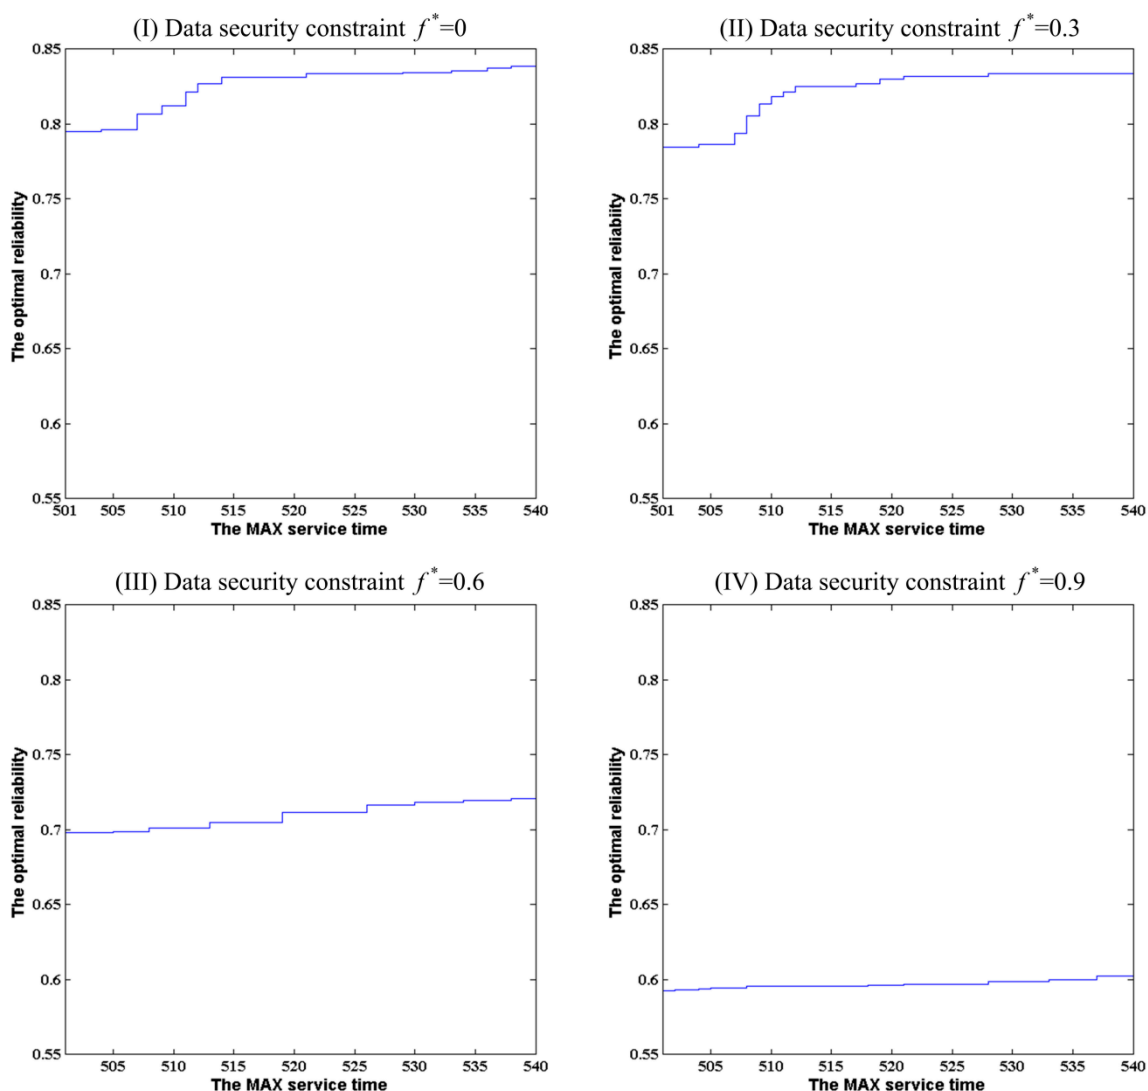 (I) Data security constraint f*=0
0.85
0.8
0.75
0.7
0.65
0.6
0.55
The optimal reliability
501 505 510 515 520 525 530 535 540
The MAX service time
(II) Data security constraint f*=0.3
0.85
0.8
0.75
0.7
0.65
0.6
0.55
The optimal reliability
501 505 510 515 520 525 530 535 540
The MAX service time
(III) Data security constraint f*=0.6
0.85
0.8
0.75
0.7
0.65
0.6
0.55
The optimal reliability
505 510 515 520 525 530 535 540
The MAX service time
(IV) Data security constraint f*=0.9
0.85
0.8
0.75
0.7
0.65
0.6
0.55
The optimal reliability
505 510 515 520 525 530 535 540
The MAX service time